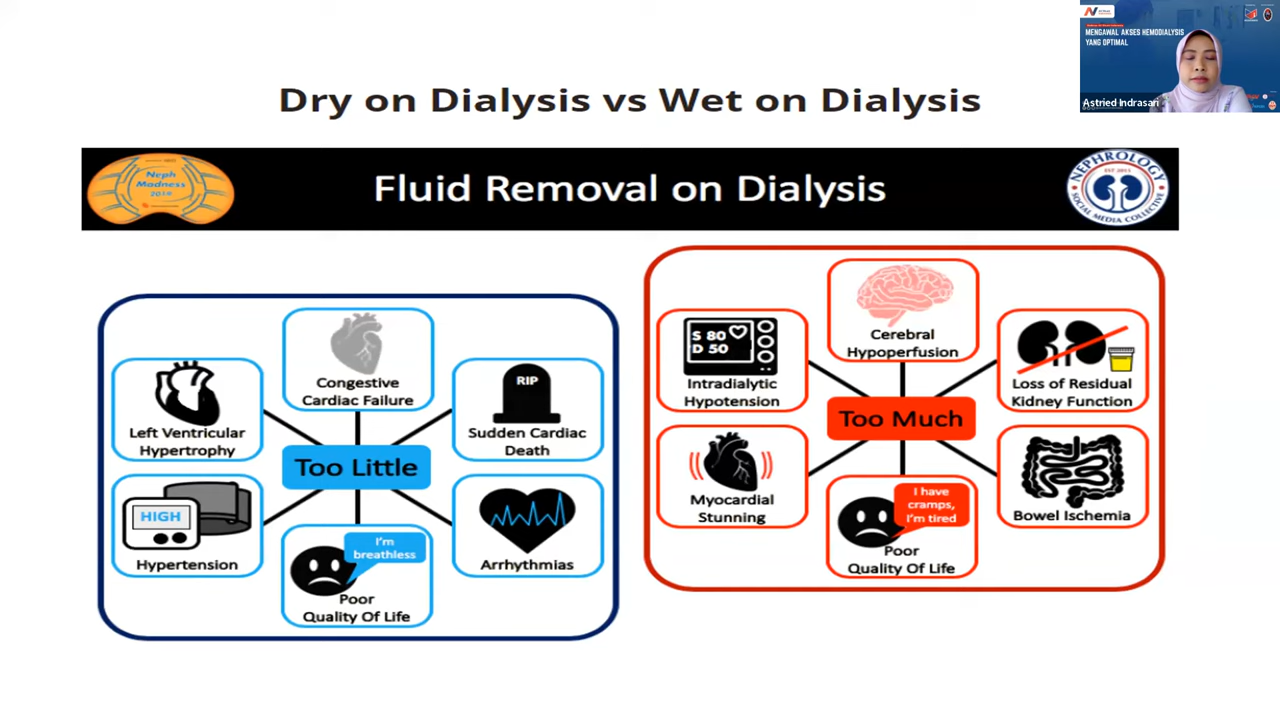 MENGAWAL AKSES HEMODIALYSIS
YANG OPTIMAL
Astried Indrasari
Dry on Dialysis vs Wet on Dialysis
Neph
Madness
Fluid Removal on Dialysis
NEPHROLOGY
SOCIAL MEDIA COLLECTIVE
Congestive
Cardiac Failure
Left Ventricular
Hypertrophy
RIP
Sudden Cardiac
Death
Too Little
HIGH
Hypertension
I'm
breathless
Poor
Quality Of Life
Arrhythmias
Cerebral
Hypoperfusion
S 80
D 50
Intradialytic
Hypotension
Loss of Residual
Kidney Function
Too Much
Myocardial
Stunning
I have
cramps,
I'm tired
Poor
Quality Of Life
Bowel Ischemia